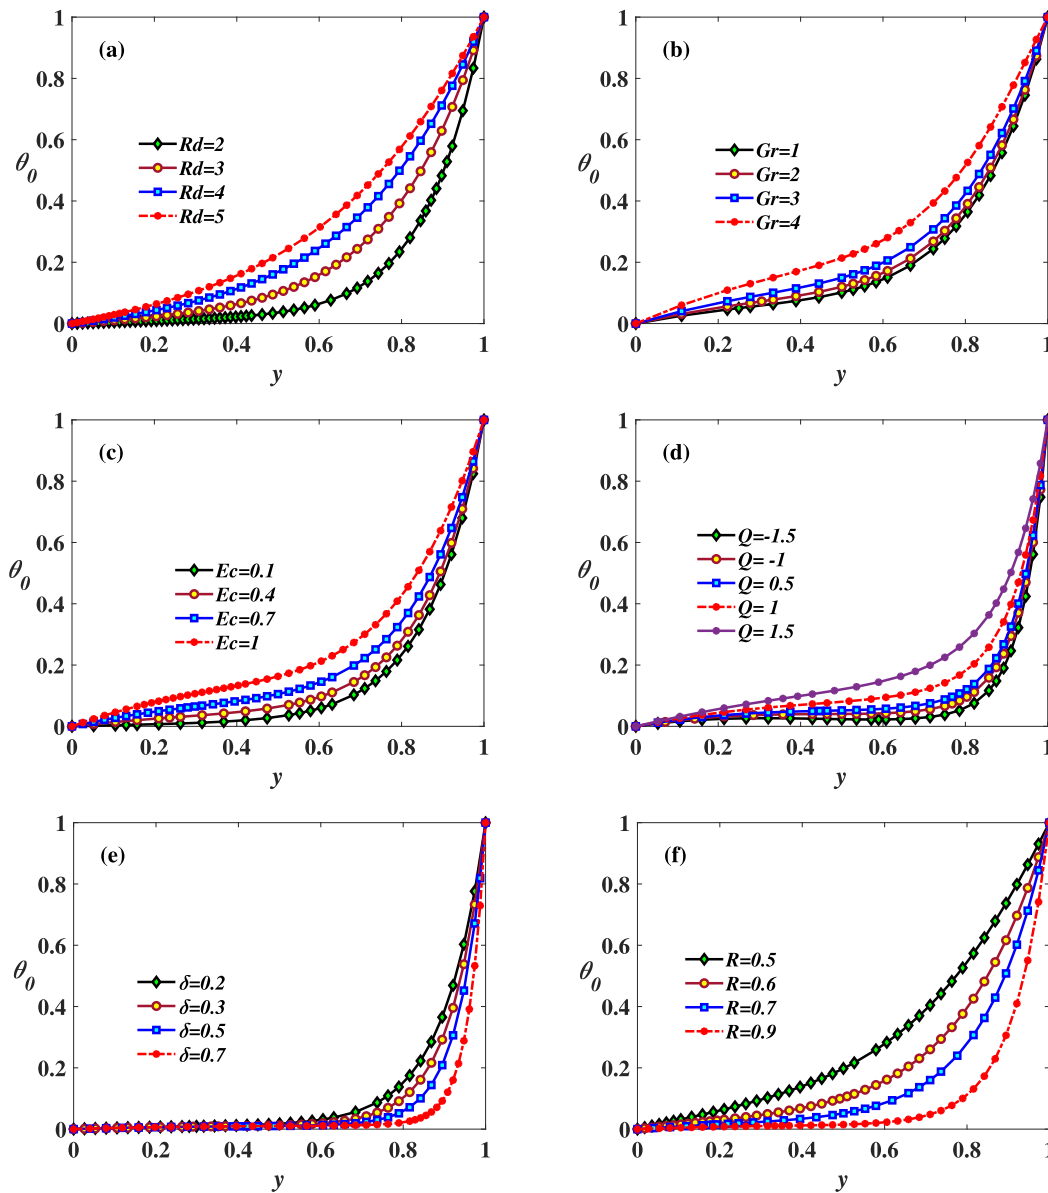 (a)
1
0.8
0.6
0.4
0.2
0
θ0
Rd=2
Rd=3
Rd=4
Rd=5
0 0.2 0.4 0.6 0.8 1
y
(b)
1
0.8
0.6
0.4
0.2
0
θ0
Gr=1
Gr=2
Gr=3
Gr=4
0 0.2 0.4 0.6 0.8 1
y
(c)
1
0.8
0.6
0.4
0.2
0
θ0
Ec=0.1
Ec=0.4
Ec=0.7
Ec=1
0 0.2 0.4 0.6 0.8 1
y
(d)
1
0.8
0.6
0.4
0.2
0
θ0
Q=-1.5
Q= -1
Q= 0.5
Q= 1
Q= 1.5
0 0.2 0.4 0.6 0.8 1
y
(e)
1
0.8
0.6
0.4
0.2
0
θ0
δ=0.2
δ=0.3
δ=0.5
δ=0.7
0 0.2 0.4 0.6 0.8 1
y
(f)
1
0.8
0.6
0.4
0.2
0
θ0
R=0.5
R=0.6
R=0.7
R=0.9
0 0.2 0.4 0.6 0.8 1
y